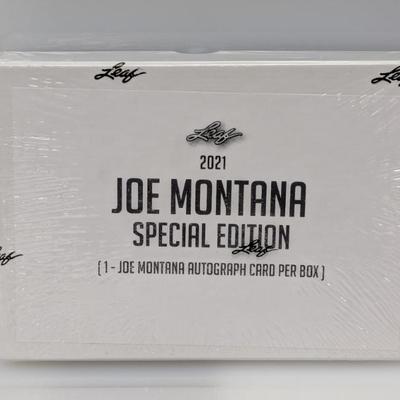 Leaf
Leaf
Leaf
2021
JOE MONTANA
SPECIAL EDITION
Leaf
[ 1 - JOE MONTANA AUTOGRAPH CARD PER BOX ]
Leaf